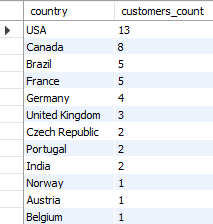 country customers_count
USA 13
Canada 8
Brazil 5
France 5
Germany 4
United Kingdom 3
Czech Republic 2
Portugal 2
India 2
Norway 1
Austria 1
Belgium 1